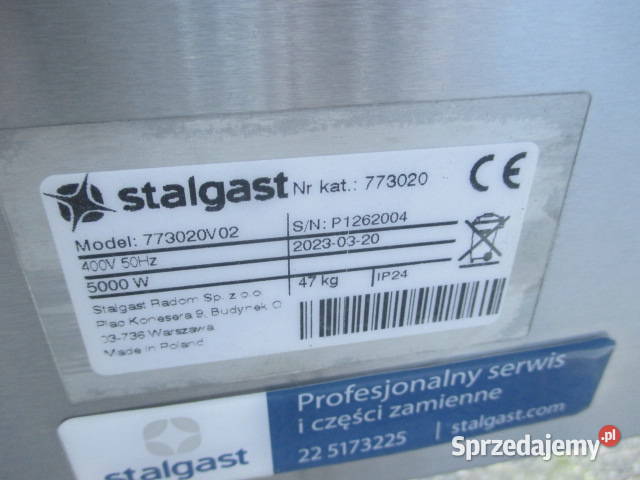 stalgast Nr kat.: 773020 CE
Model: 773020V02 S/N: P1262004
400V 50Hz 2023-03-20
5000 W 47 kg IP24
Stalgast Radom Sp. z o.o.
Plac Konesera 9, Budynek O
03-736 Warszawa
Made in Poland
Profesjonalny serwis
i części zamienne
22 5173225 | stalgast.com
stalgast
Sprzedajemy.pl